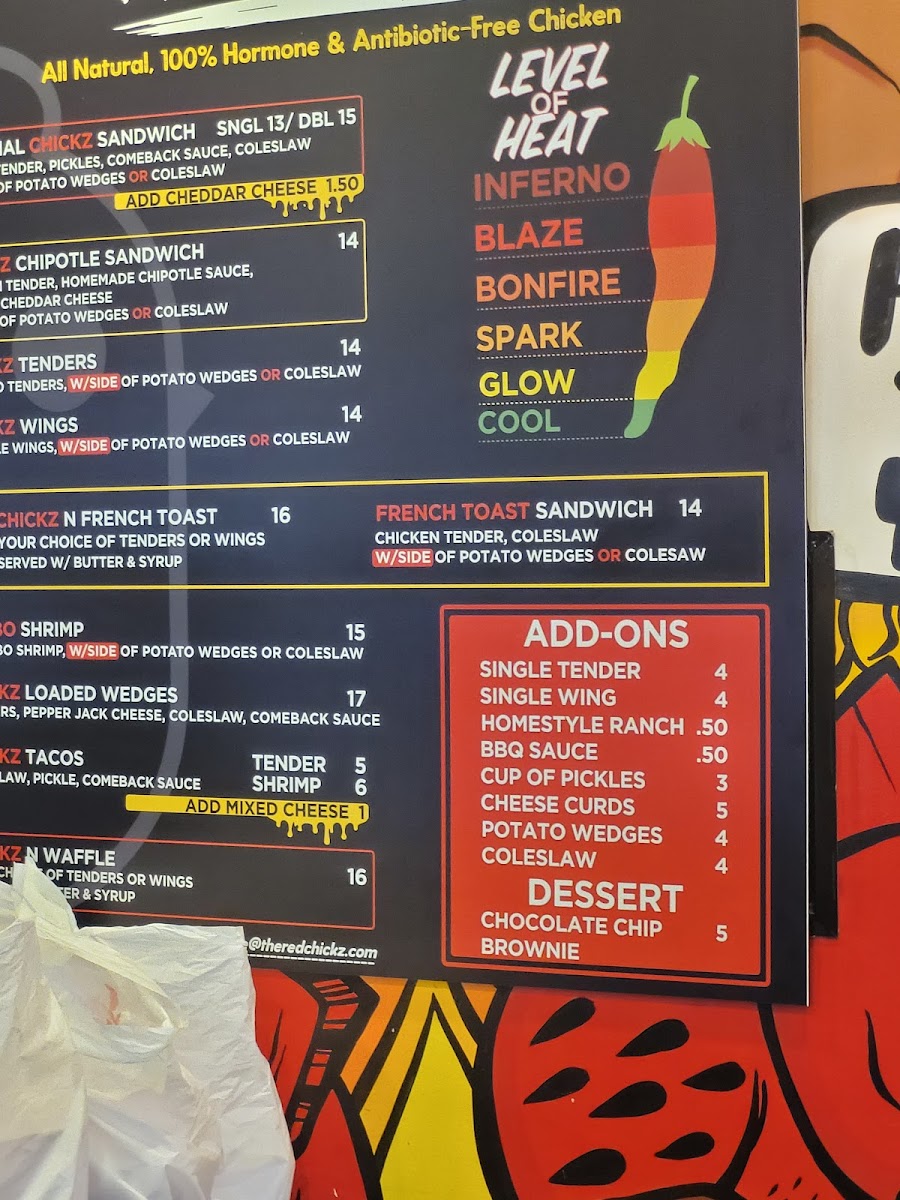 All Natural, 100% Hormone & Antibiotic-Free Chicken
CHICKZ SANDWICH SNGL 13/ DBL 15
TENDER, PICKLES, COMEBACK SAUCE, COLESLAW
OF POTATO WEDGES OR COLESLAW
ADD CHEDDAR CHEESE 1.50
CHIPOTLE SANDWICH 14
TENDER, HOMEMADE CHIPOTLE SAUCE,
CHEDDAR CHEESE
OF POTATO WEDGES OR COLESLAW
TENDERS 14
TENDERS, W/SIDE OF POTATO WEDGES OR COLESLAW
WINGS 14
WINGS, W/SIDE OF POTATO WEDGES OR COLESLAW
LEVEL
OF
HEAT
INFERNO
BLAZE
BONFIRE
SPARK
GLOW
COOL
CHICKZ N FRENCH TOAST 16
YOUR CHOICE OF TENDERS OR WINGS
SERVED W/ BUTTER & SYRUP
FRENCH TOAST SANDWICH 14
CHICKEN TENDER, COLESLAW
W/SIDE OF POTATO WEDGES OR COLESAW
SHRIMP 15
SHRIMP, W/SIDE OF POTATO WEDGES OR COLESLAW
LOADED WEDGES 17
PEPPER JACK CHEESE, COLESLAW, COMEBACK SAUCE
TACOS TENDER 5
PICKLE, COMEBACK SAUCE SHRIMP 6
ADD MIXED CHEESE 1
N WAFFLE 16
OF TENDERS OR WINGS
& SYRUP
e@theredchickz.com
ADD-ONS
SINGLE TENDER 4
SINGLE WING 4
HOMESTYLE RANCH .50
BBQ SAUCE .50
CUP OF PICKLES 3
CHEESE CURDS 5
POTATO WEDGES 4
COLESLAW 4
DESSERT
CHOCOLATE CHIP 5
BROWNIE